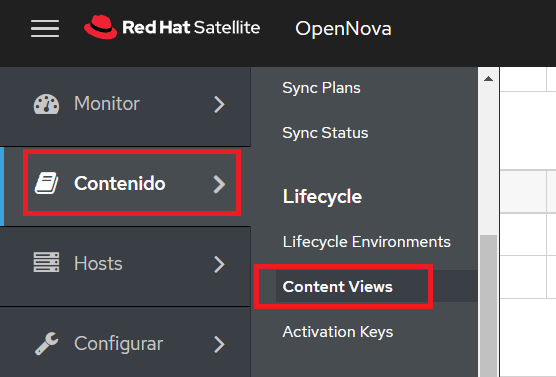 Red Hat Satellite
OpenNova
Monitor
Contenido
Hosts
Configurar
Sync Plans
Sync Status
Lifecycle
Lifecycle Environments
Content Views
Activation Keys